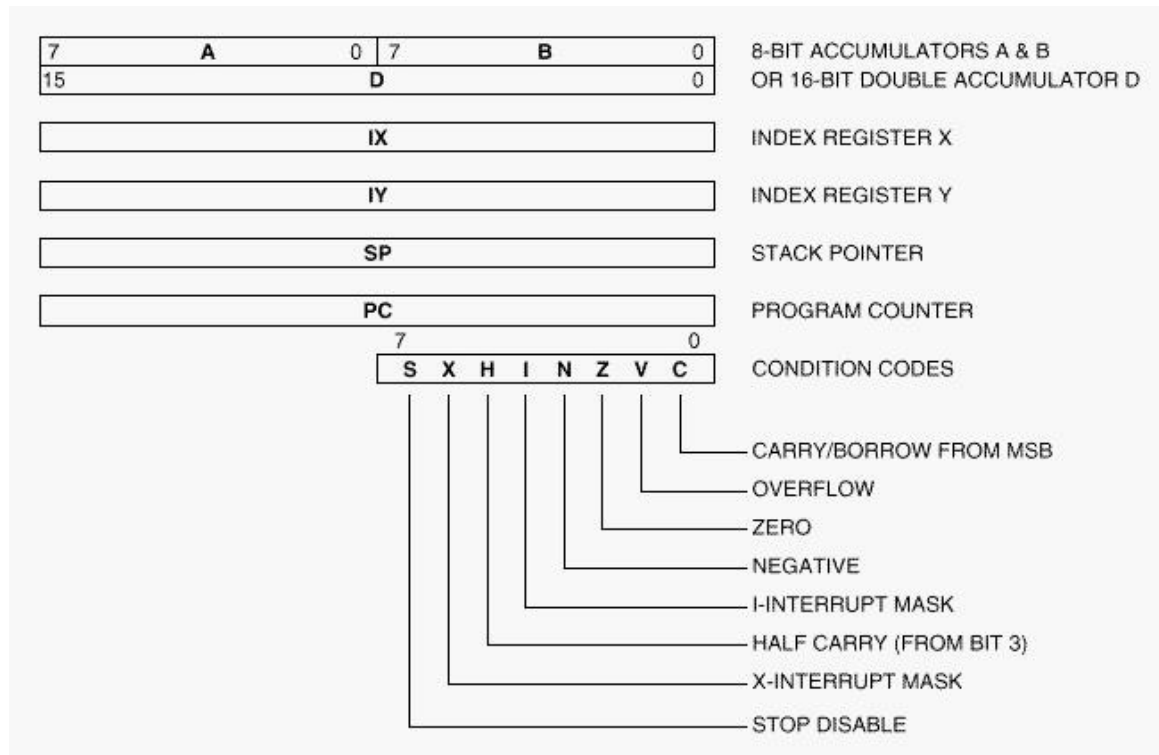 7 A 0 7 B 0 8-BIT ACCUMULATORS A & B
15 D 0 OR 16-BIT DOUBLE ACCUMULATOR D
IX INDEX REGISTER X
IY INDEX REGISTER Y
SP STACK POINTER
PC PROGRAM COUNTER
7 0
S X H I N Z V C CONDITION CODES
CARRY/BORROW FROM MSB
OVERFLOW
ZERO
NEGATIVE
I-INTERRUPT MASK
HALF CARRY (FROM BIT 3)
X-INTERRUPT MASK
STOP DISABLE